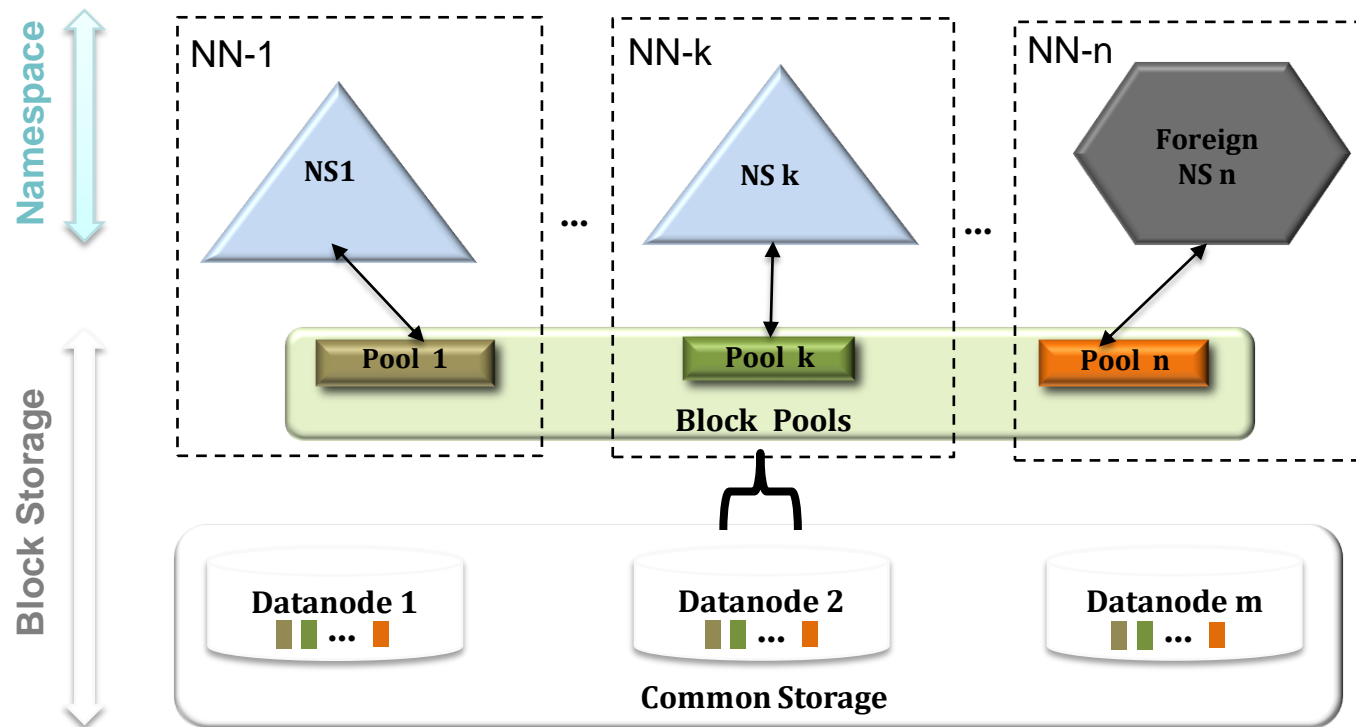 Namespace
NN-1
NN-k
NN-n
NS1
NS k
Foreign
NS n
...
...
Block Storage
Pool 1
Pool k
Pool n
Block Pools
Datanode 1
...
Datanode 2
...
Datanode m
...
Common Storage